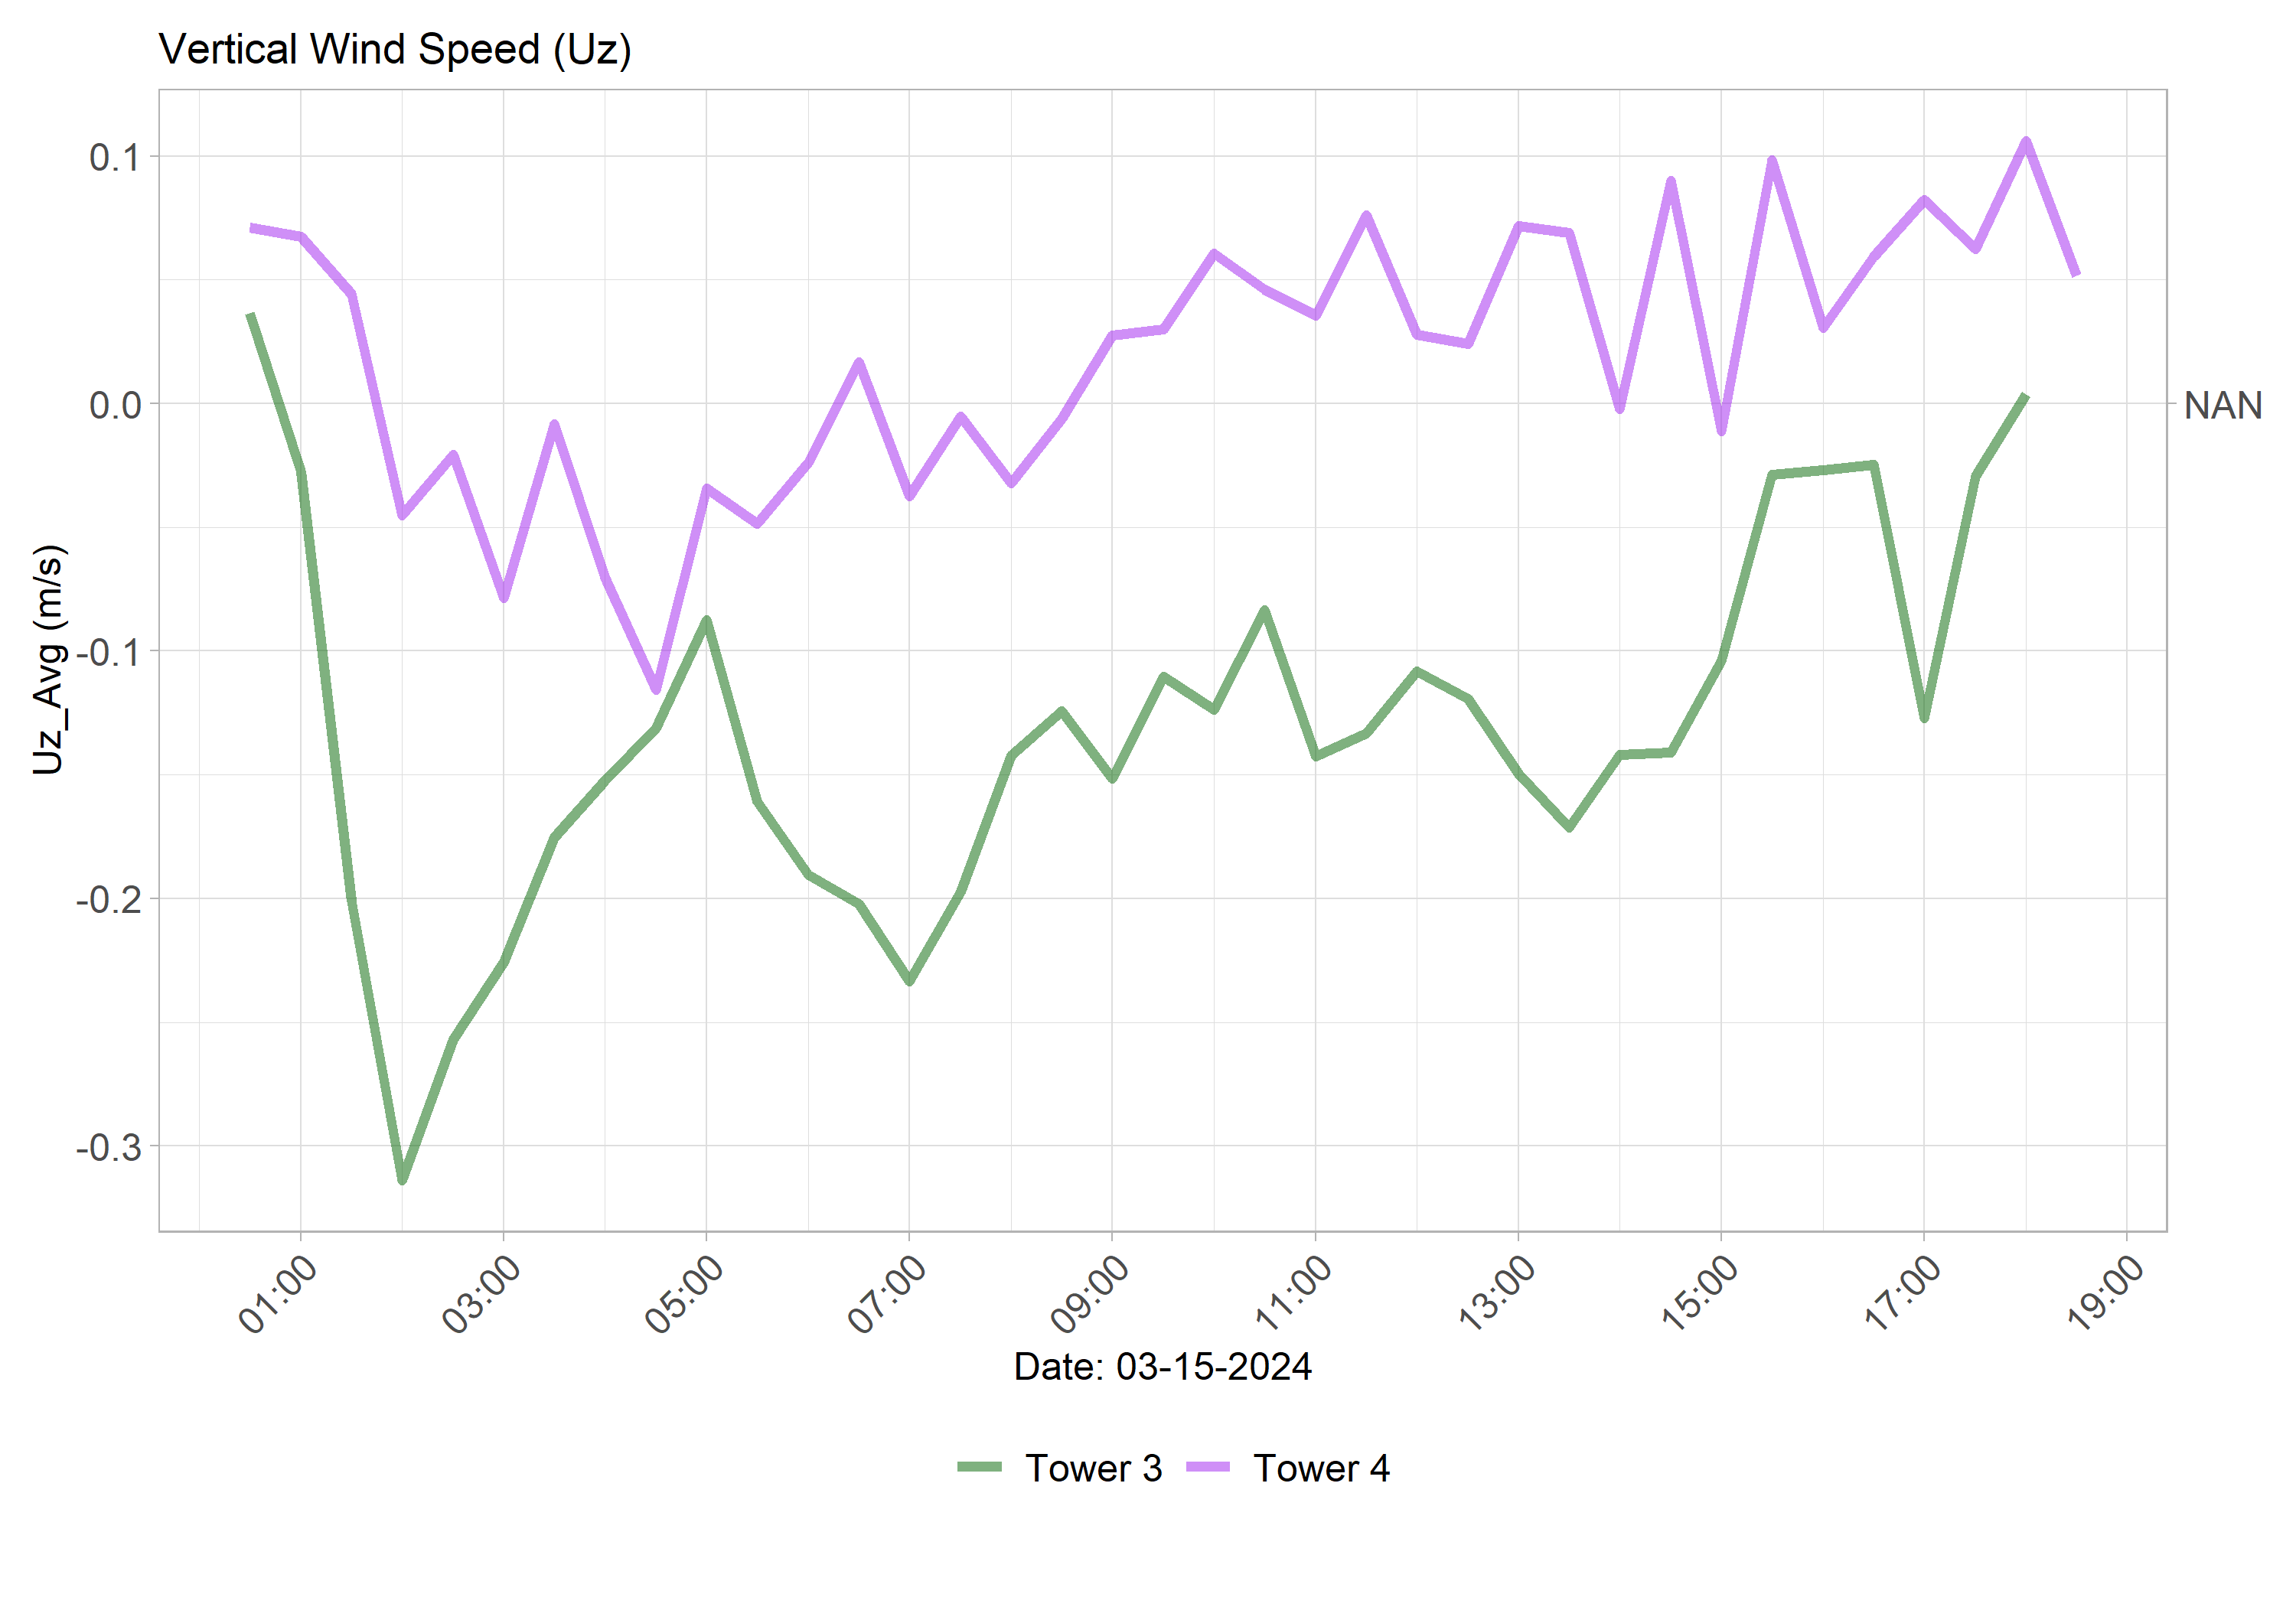 Vertical Wind Speed (Uz)
Uz_Avg (m/s)
0.1
0.0
-0.1
-0.2
-0.3
NAN
01:00 03:00 05:00 07:00 09:00 11:00 13:00 15:00 17:00 19:00
Date: 03-15-2024
Tower 3 Tower 4